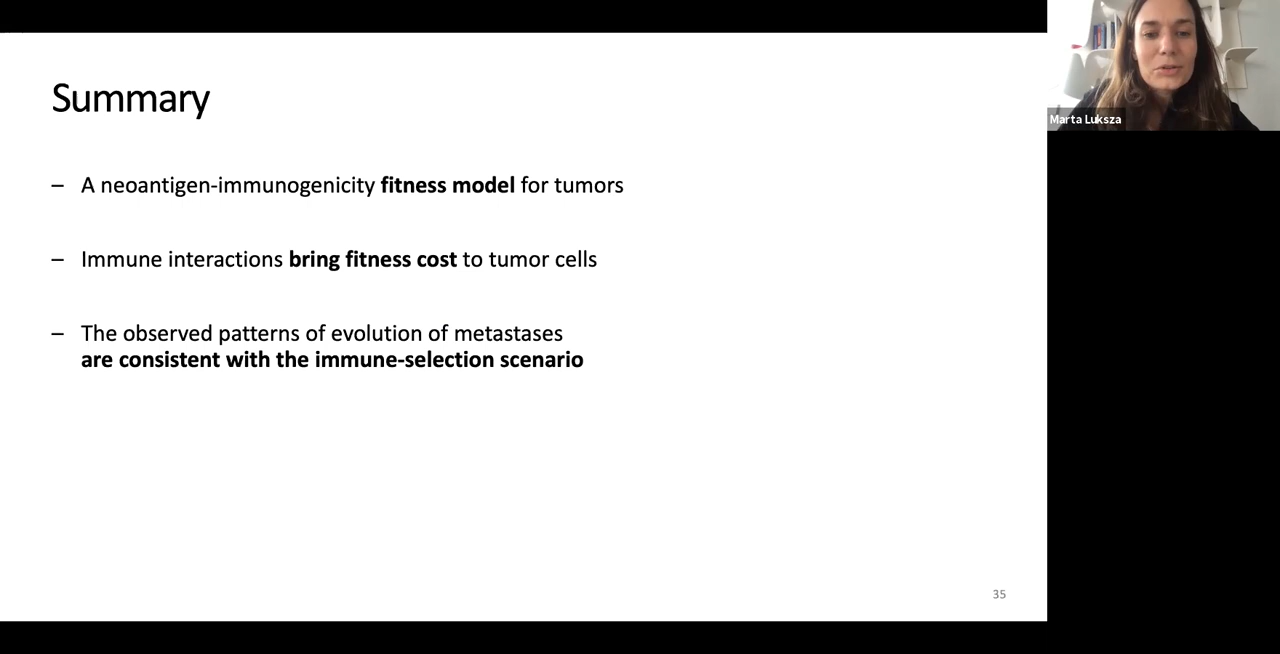 Summary
– A neoantigen-immunogenicity fitness model for tumors
– Immune interactions bring fitness cost to tumor cells
– The observed patterns of evolution of metastases
are consistent with the immune-selection scenario
35
Marta Luksza